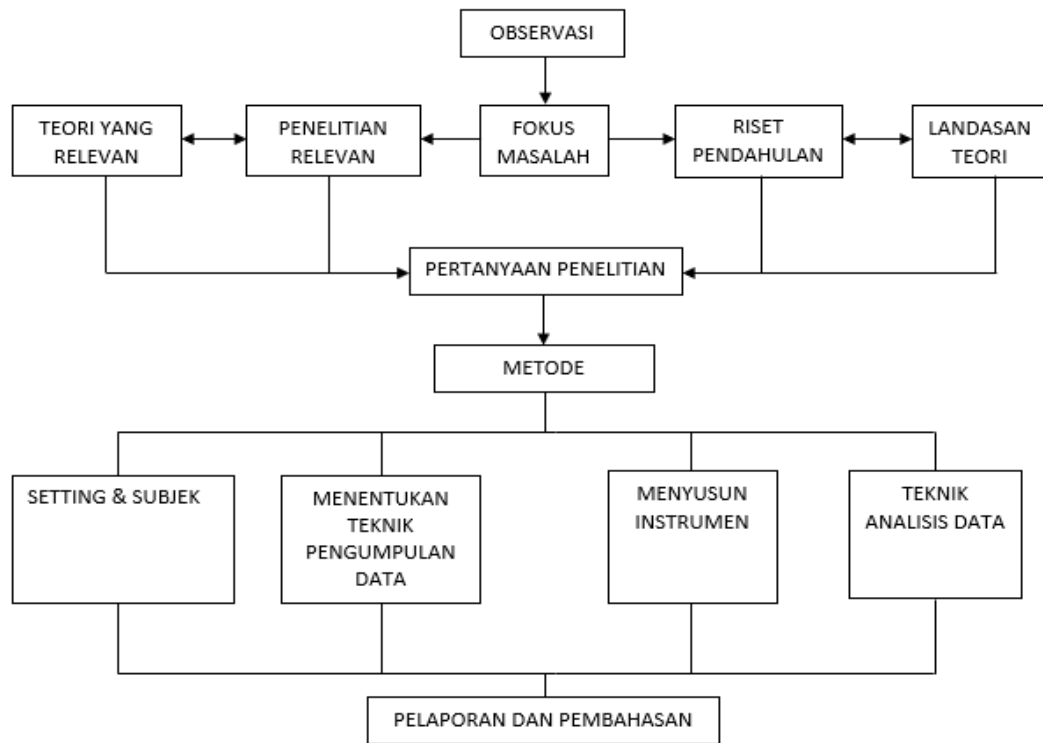 OBSERVASI
TEORI YANG
RELEVAN
PENELITIAN
RELEVAN
FOKUS
MASALAH
RISET
PENDAHULAN
LANDASAN
TEORI
PERTANYAAN PENELITIAN
METODE
SETTING & SUBJEK
MENENTUKAN
TEKNIK
PENGUMPULAN
DATA
MENYUSUN
INSTRUMEN
TEKNIK
ANALISIS DATA
PELAPORAN DAN PEMBAHASAN